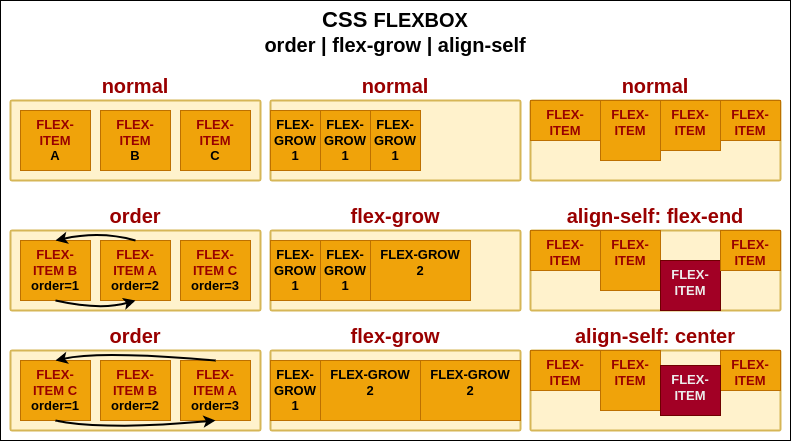 CSS FLEXBOX
order | flex-grow | align-self
normal
FLEX-
ITEM
A
FLEX-
ITEM
B
FLEX-
ITEM
C
normal
FLEX-
GROW
1
FLEX-
GROW
1
FLEX-
GROW
1
normal
FLEX-
ITEM
FLEX-
ITEM
FLEX-
ITEM
FLEX-
ITEM
order
FLEX-
ITEM B
order=1
FLEX-
ITEM A
order=2
FLEX-
ITEM C
order=3
flex-grow
FLEX-
GROW
1
FLEX-
GROW
1
FLEX-GROW
2
align-self: flex-end
FLEX-
ITEM
FLEX-
ITEM
FLEX-
ITEM
FLEX-
ITEM
order
FLEX-
ITEM C
order=1
FLEX-
ITEM B
order=2
FLEX-
ITEM A
order=3
flex-grow
FLEX-
GROW
1
FLEX-GROW
2
FLEX-GROW
2
align-self: center
FLEX-
ITEM
FLEX-
ITEM
FLEX-
ITEM
FLEX-
ITEM